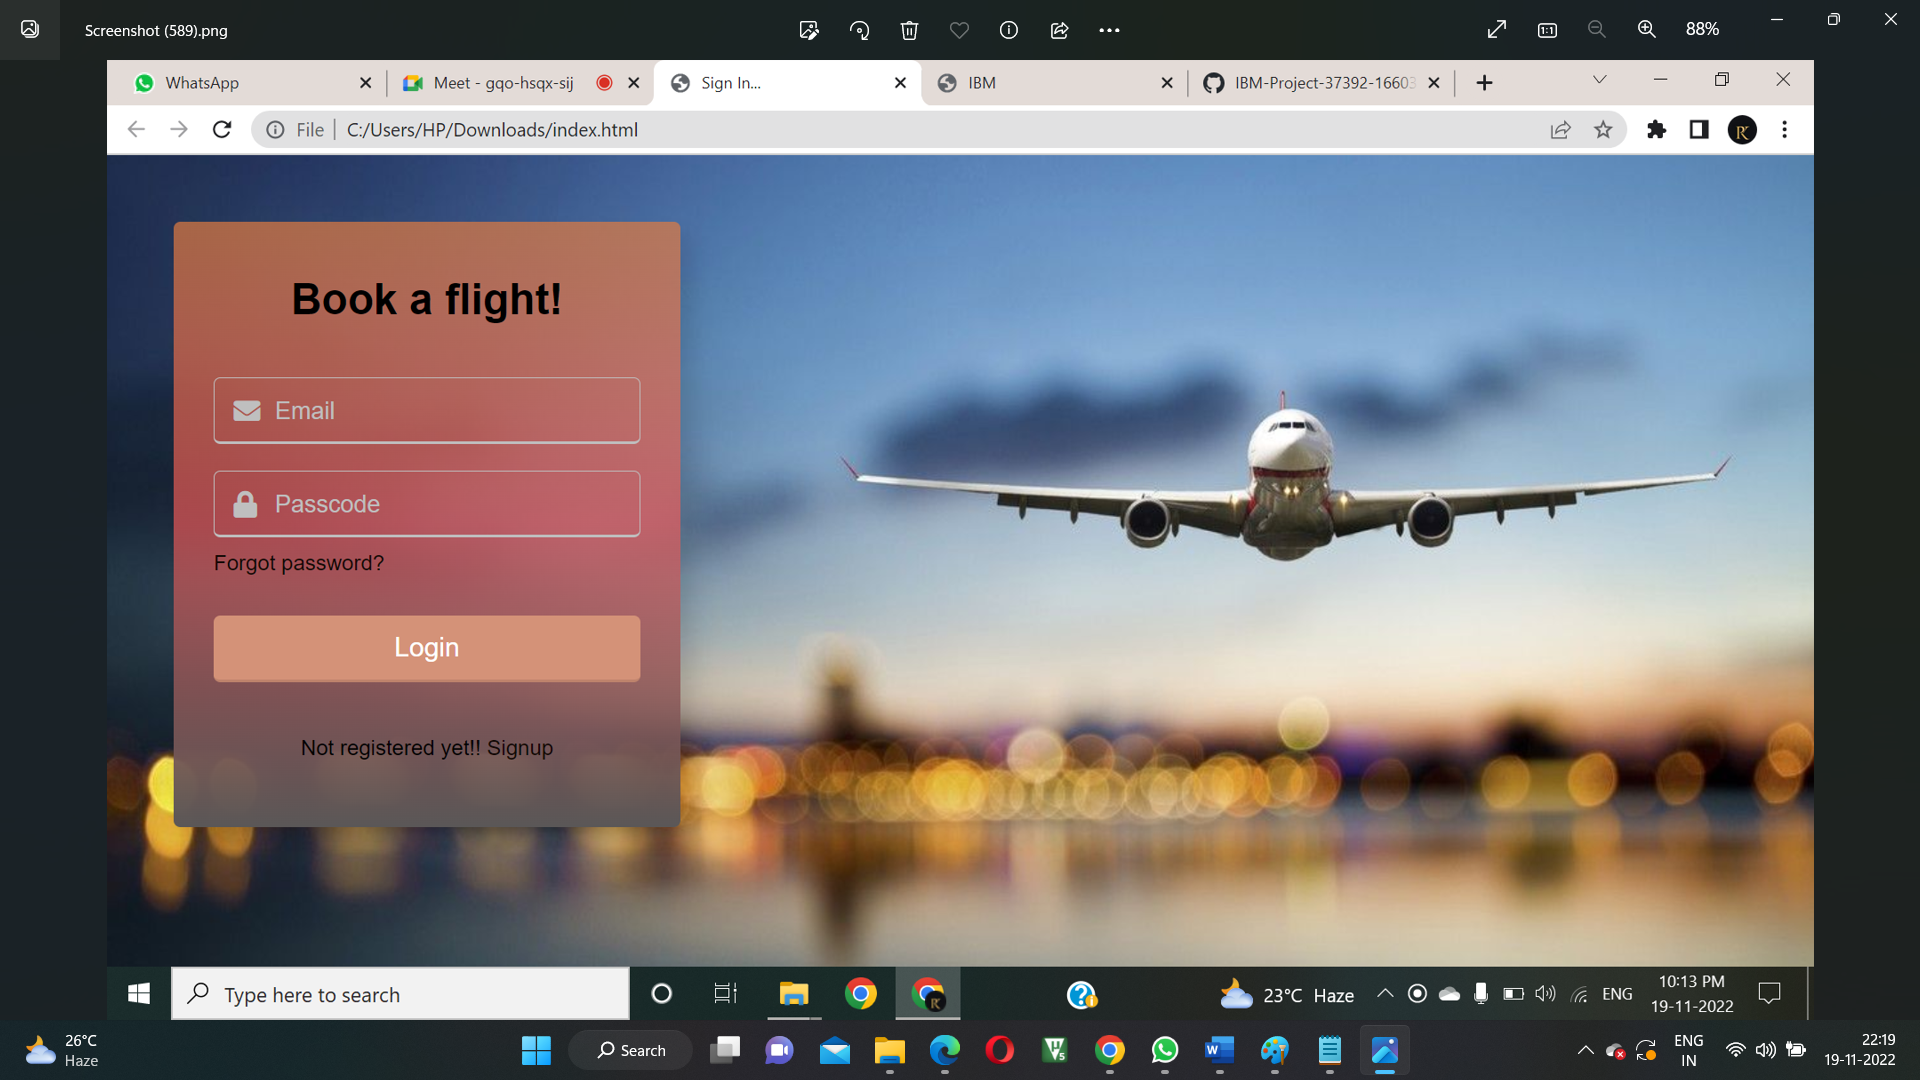 Screenshot (589).png
88%
WhatsApp
Meet - gqo-hsqx-sij
Sign In...
IBM
IBM-Project-37392-16603
File
C:/Users/HP/Downloads/index.html
Book a flight!
Email
Passcode
Forgot password?
Login
Not registered yet!! Signup
Type here to search
23°C Haze
ENG
10:13 PM
19-11-2022
26°C
Haze
Search
ENG
IN
22:19
19-11-2022